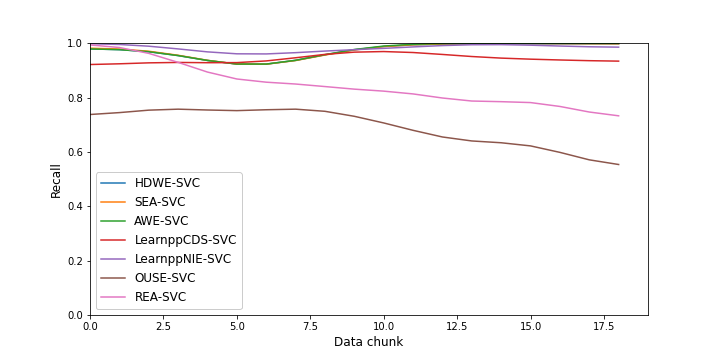 1.0
0.8
0.6
0.4
0.2
0.0
Recall
HDWE-SVC
SEA-SVC
AWE-SVC
LearnppCDS-SVC
LearnppNIE-SVC
OUSE-SVC
REA-SVC
0.0 2.5 5.0 7.5 10.0 12.5 15.0 17.5
Data chunk